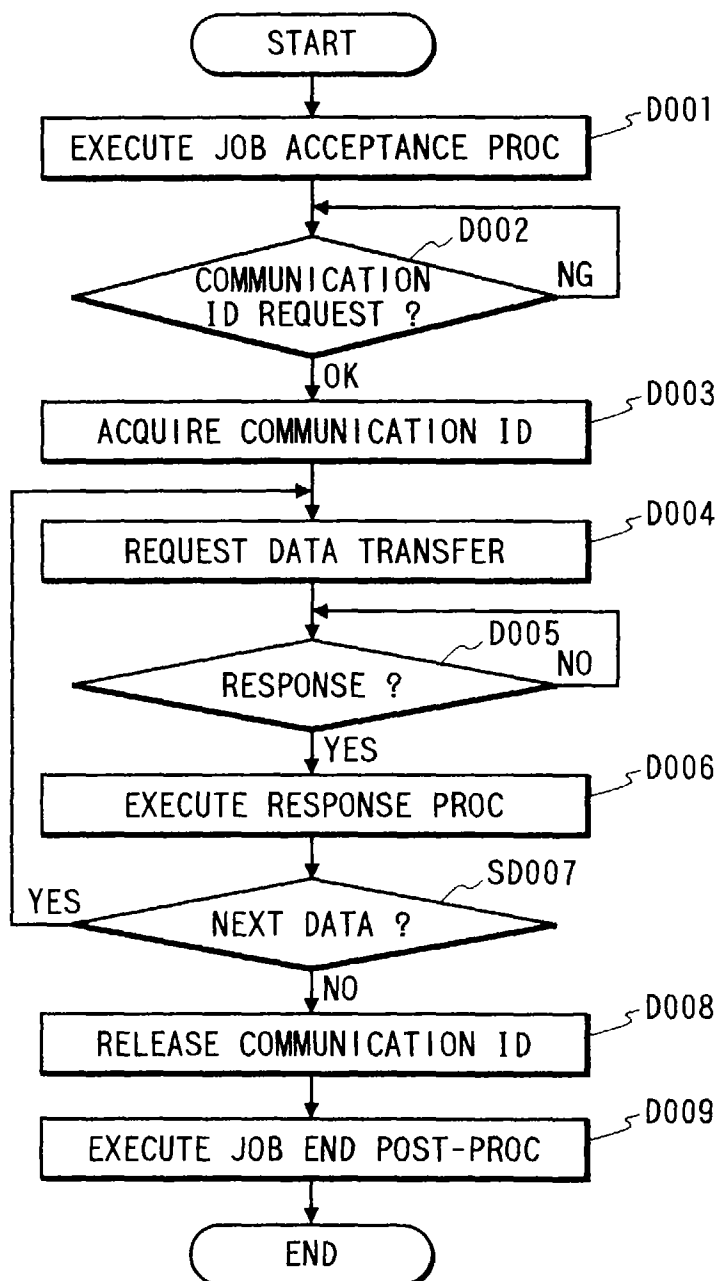 START
D001
EXECUTE JOB ACCEPTANCE PROC
D002
COMMUNICATION
ID REQUEST ?
NG
OK
D003
ACQUIRE COMMUNICATION ID
D004
REQUEST DATA TRANSFER
D005
RESPONSE ?
NO
YES
D006
EXECUTE RESPONSE PROC
SD007
YES
NEXT DATA ?
NO
D008
RELEASE COMMUNICATION ID
D009
EXECUTE JOB END POST-PROC
END